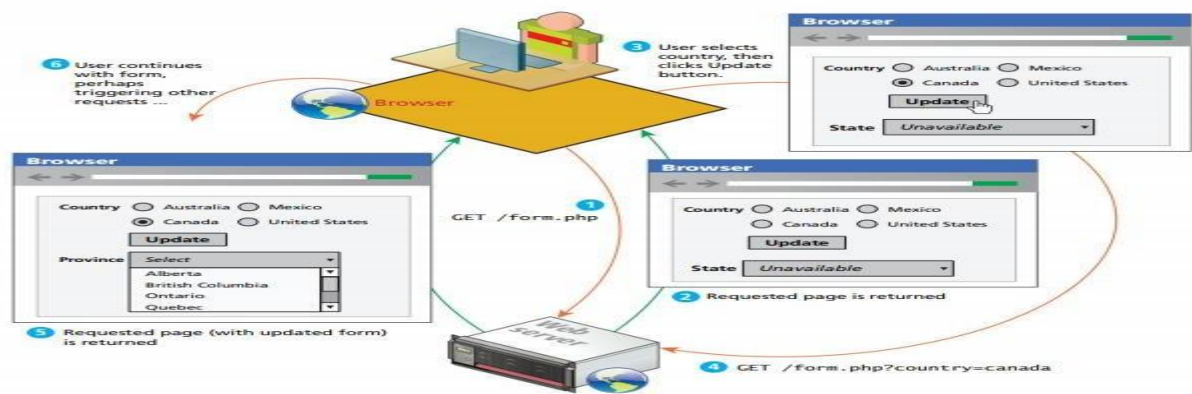 Browser
1
GET /form.php
Browser
Country Australia Mexico
Canada United States
Update
State Unavailable
2 Requested page is returned
3 User selects
country, then
clicks Update
button.
Browser
Country Australia Mexico
Canada United States
Update
State Unavailable
4 GET /form.php?country=canada
Web
server
Browser
Country Australia Mexico
Canada United States
Update
Province Select
Alberta
British Columbia
Ontario
Quebec
5 Requested page (with updated form)
is returned
6 User continues
with form,
perhaps
triggering other
requests ...